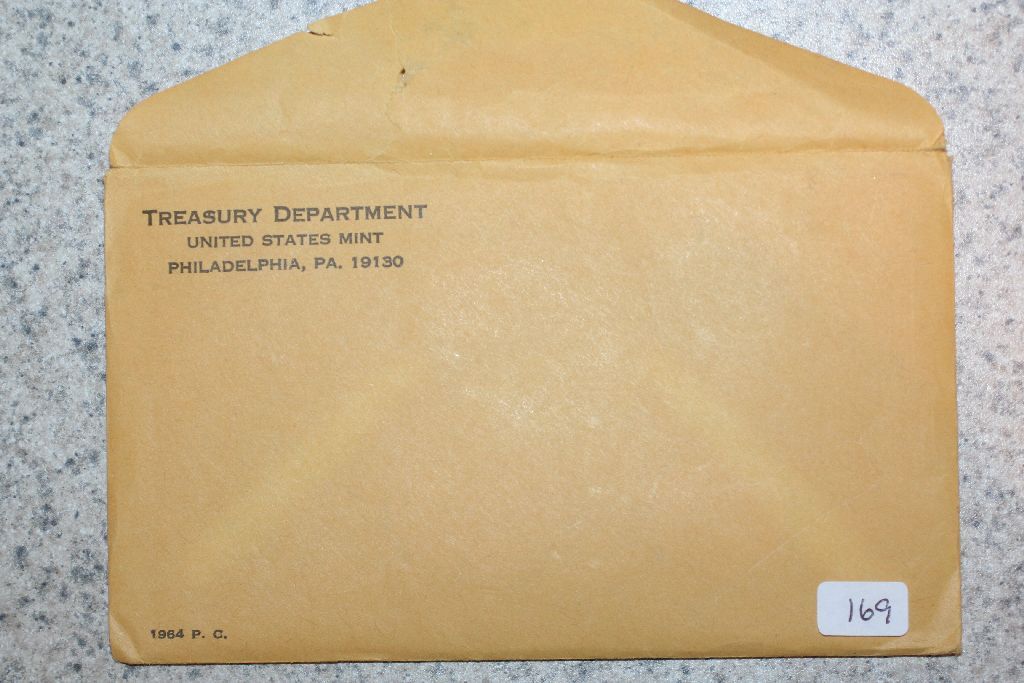 TREASURY DEPARTMENT
UNITED STATES MINT
PHILADELPHIA, PA. 19130
1964 P. C.
169